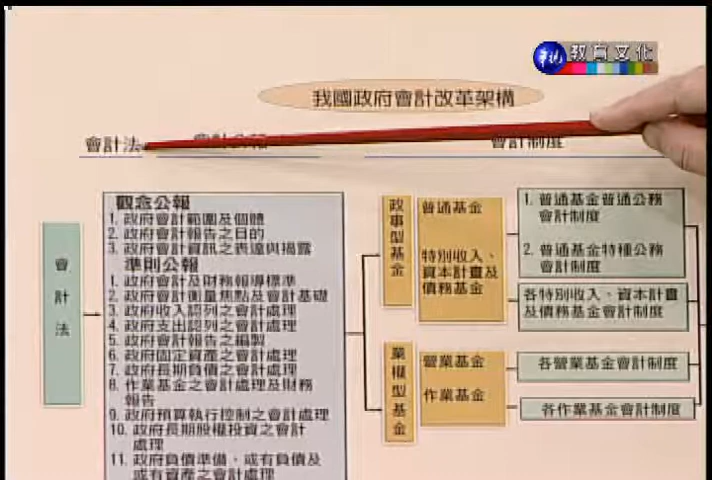 華視
教育文化
我國政府會計改革架構
會計法
會計公報
會計制度
會計法
觀念公報
1. 政府會計範圍及個體
2. 政府會計報告之目的
3. 政府會計資訊之表達與揭露
準則公報
1. 政府會計及財務報導標準
2. 政府會計衡量焦點及會計基礎
3. 政府收入認列之會計處理
4. 政府支出認列之會計處理
5. 政府會計報告之編製
6. 政府固定資產之會計處理
7. 政府長期負債之會計處理
8. 作業基金之會計處理及財務
報告
9. 政府預算執行控制之會計處理
10. 政府長期股權投資之會計
處理
11. 政府負債準備、或有負債及
或有資產之會計處理
政事型基金
普通基金
特別收入、
資本計畫及
債務基金
1. 普通基金普通公務
會計制度
2. 普通基金特種公務
會計制度
各特別收入、資本計畫
及債務基金會計制度
業權型基金
營業基金
作業基金
各營業基金會計制度
各作業基金會計制度